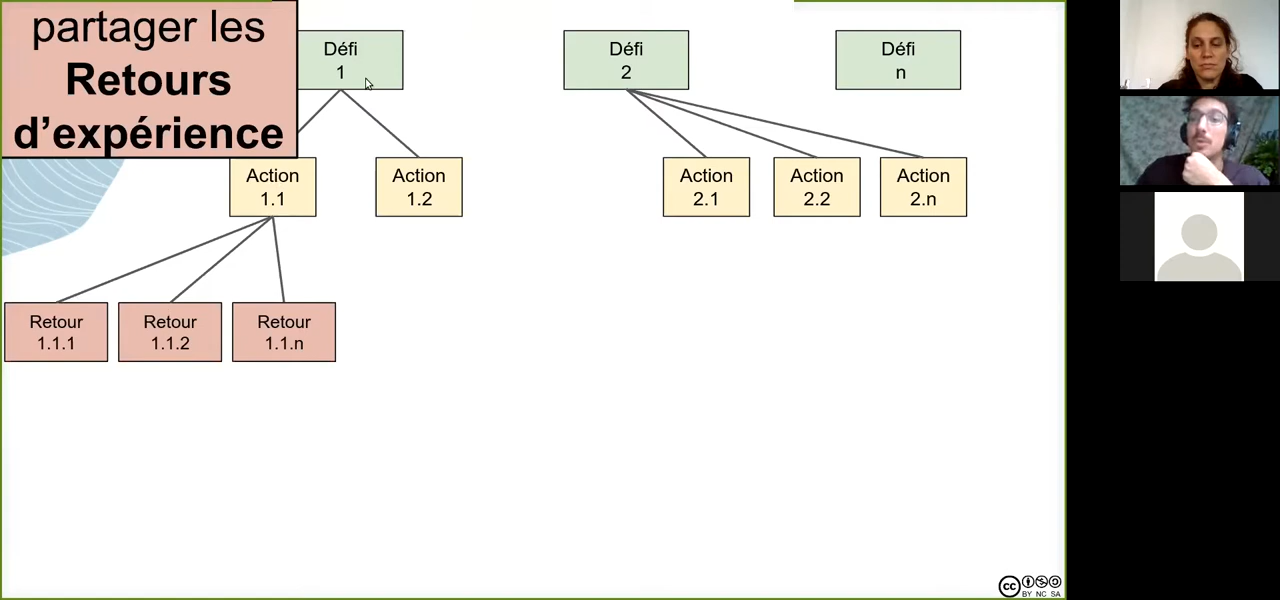 partager les
Retours
d’expérience
Défi
1
Défi
2
Défi
n
Action
1.1
Action
1.2
Action
2.1
Action
2.2
Action
2.n
Retour
1.1.1
Retour
1.1.2
Retour
1.1.n
cc
BY NC SA